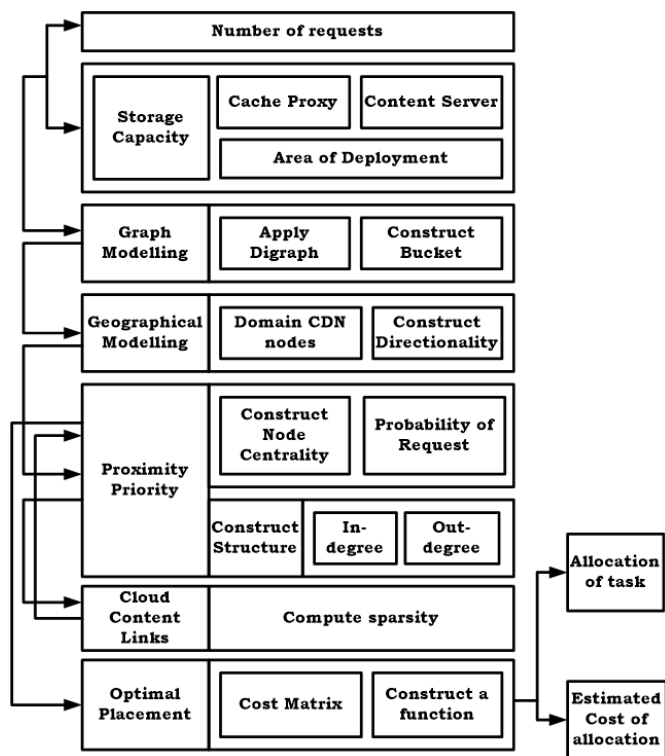 Number of requests
Storage
Capacity
Cache Proxy
Content Server
Area of Deployment
Graph
Modelling
Apply
Digraph
Construct
Bucket
Geographical
Modelling
Domain CDN
nodes
Construct
Directionality
Proximity
Priority
Construct
Node
Centrality
Probability of
Request
Construct
Structure
In-
degree
Out-
degree
Cloud
Content
Links
Compute sparsity
Optimal
Placement
Cost Matrix
Construct a
function
Allocation
of task
Estimated
Cost of
allocation